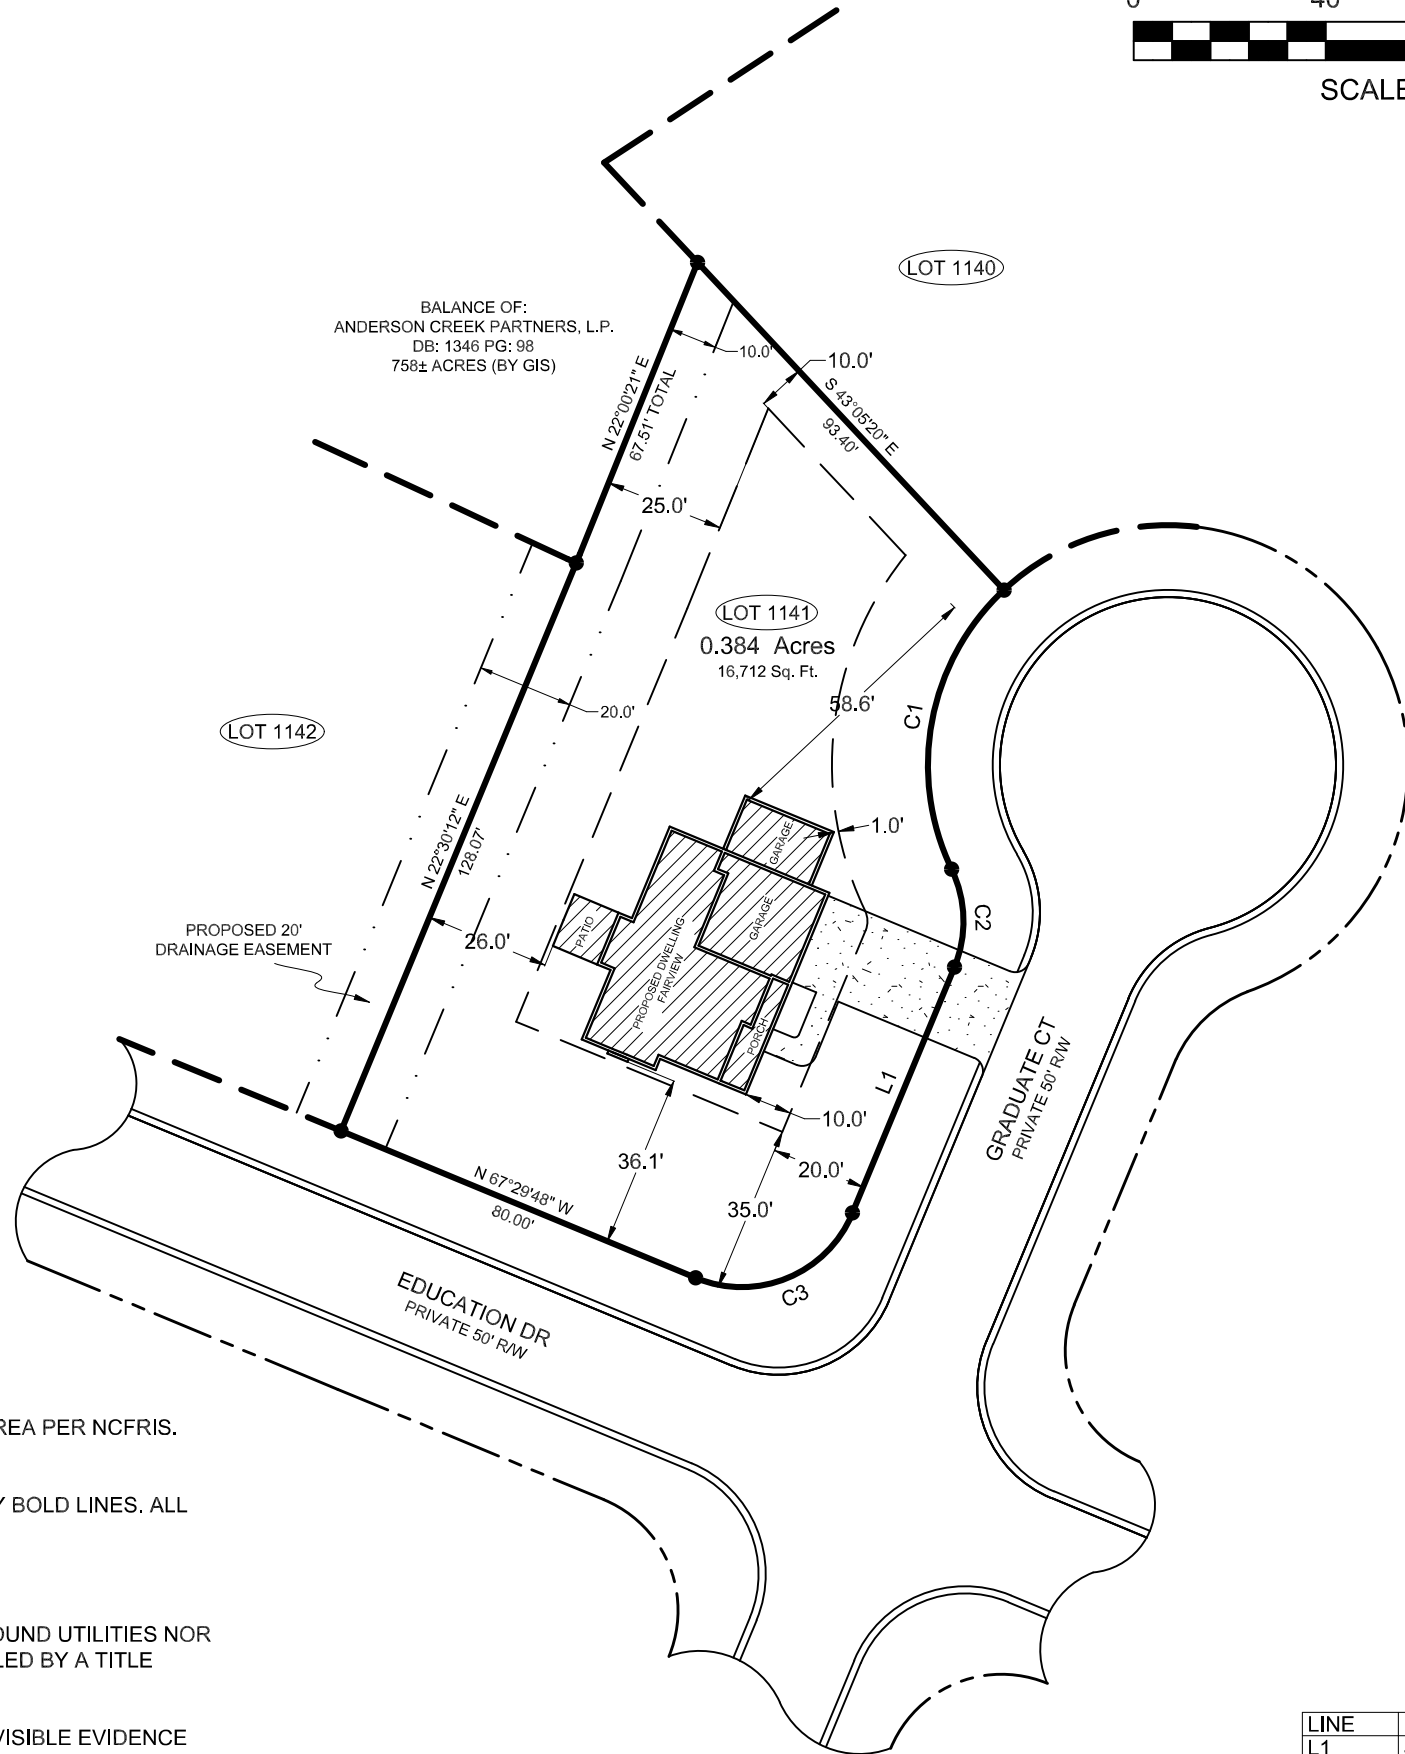 0 40
SCALE
LOT 1140
BALANCE OF:
ANDERSON CREEK PARTNERS, L.P.
DB: 1346 PG: 98
758± ACRES (BY GIS)
10.0'
10.0'
N 22°00'21" E
67.51' TOTAL
S 43°05'20" E
93.40'
25.0'
LOT 1141
0.384 Acres
16,712 Sq. Ft.
58.6'
C1
20.0'
LOT 1142
N 22°30'12" E
128.07'
GARAGE
1.0'
GARAGE
C2
PATIO
26.0'
PROPOSED 20'
DRAINAGE EASEMENT
PROPOSED DWELLING
FAIRVIEW
PORCH
L1
GRADUATE CT
PRIVATE 50' R/W
10.0'
36.1'
20.0'
35.0'
N 67°29'48" W
80.00'
C3
EDUCATION DR
PRIVATE 50' R/W
REA PER NCFRIS.
BOLD LINES. ALL
OUND UTILITIES NOR
LED BY A TITLE
VISIBLE EVIDENCE
LINE
L1